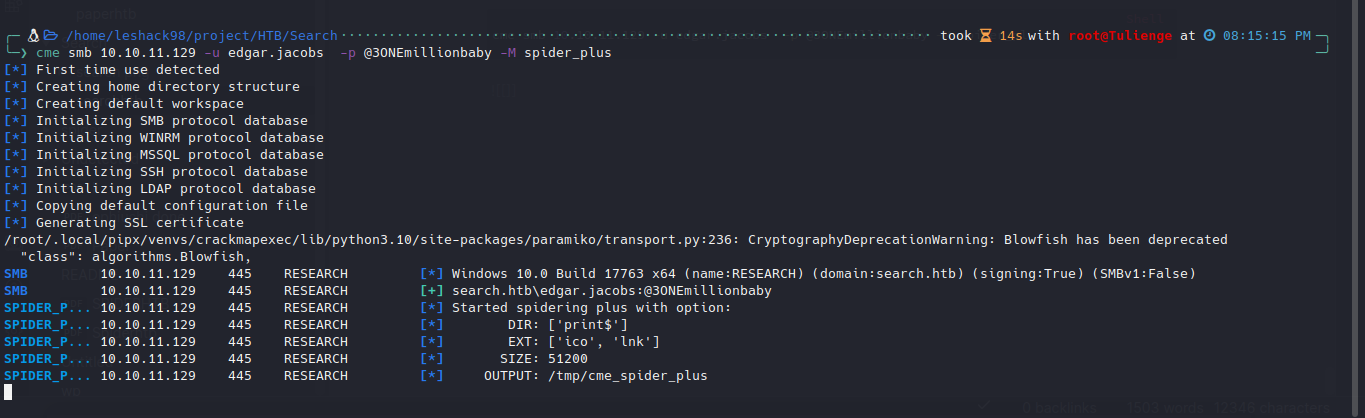 /home/leshack98/project/HTB/Search took 14s with root@Tulienge at 08:15:15 PM
cme smb 10.10.11.129 -u edgar.jacobs  -p @3ONEmillionbaby -M spider_plus
[*] First time use detected
[*] Creating home directory structure
[*] Creating default workspace
[*] Initializing SMB protocol database
[*] Initializing WINRM protocol database
[*] Initializing MSSQL protocol database
[*] Initializing SSH protocol database
[*] Initializing LDAP protocol database
[*] Copying default configuration file
[*] Generating SSL certificate
/root/.local/pipx/venvs/crackmapexec/lib/python3.10/site-packages/paramiko/transport.py:236: CryptographyDeprecationWarning: Blowfish has been deprecated
  "class": algorithms.Blowfish,
SMB         10.10.11.129    445    RESEARCH         [*] Windows 10.0 Build 17763 x64 (name:RESEARCH) (domain:search.htb) (signing:True) (SMBv1:False)
SMB         10.10.11.129    445    RESEARCH         [+] search.htb\edgar.jacobs:@3ONEmillionbaby
SPIDER_P... 10.10.11.129    445    RESEARCH         [*] Started spidering plus with option:
SPIDER_P... 10.10.11.129    445    RESEARCH         [*]        DIR: ['print$']
SPIDER_P... 10.10.11.129    445    RESEARCH         [*]        EXT: ['ico', 'lnk']
SPIDER_P... 10.10.11.129    445    RESEARCH         [*]       SIZE: 51200
SPIDER_P... 10.10.11.129    445    RESEARCH         [*]     OUTPUT: /tmp/cme_spider_plus
0 backlinks 1503 words 12348 characters